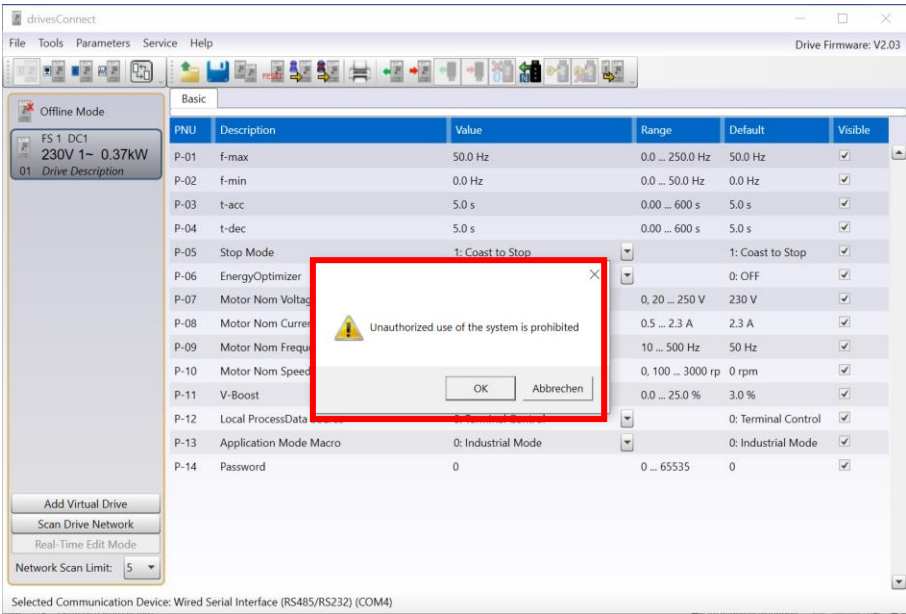 drivesConnect
File Tools Parameters Service Help
Drive Firmware: V2.03
Offline Mode
FS 1 DC1
230V 1~ 0.37kW
01 Drive Description
Basic
PNU Description Value Range Default Visible
P-01 f-max 50.0 Hz 0.0 ... 250.0 Hz 50.0 Hz
P-02 f-min 0.0 Hz 0.0 ... 50.0 Hz 0.0 Hz
P-03 t-acc 5.0 s 0.00 ... 600 s 5.0 s
P-04 t-dec 5.0 s 0.00 ... 600 s 5.0 s
P-05 Stop Mode 1: Coast to Stop 1: Coast to Stop
P-06 EnergyOptimizer 0: OFF
P-07 Motor Nom Voltag 0, 20 ... 250 V 230 V
P-08 Motor Nom Curren 0.5 ... 2.3 A 2.3 A
P-09 Motor Nom Frequ 10 ... 500 Hz 50 Hz
P-10 Motor Nom Speed 0, 100 ... 3000 rp 0 rpm
P-11 V-Boost 0.0 ... 25.0 % 3.0 %
P-12 Local ProcessData Source 0: Terminal Control 0: Terminal Control
P-13 Application Mode Macro 0: Industrial Mode 0: Industrial Mode
P-14 Password 0 0 ... 65535 0
Unauthorized use of the system is prohibited
OK Abbrechen
Add Virtual Drive
Scan Drive Network
Real-Time Edit Mode
Network Scan Limit: 5
Selected Communication Device: Wired Serial Interface (RS485/RS232) (COM4)